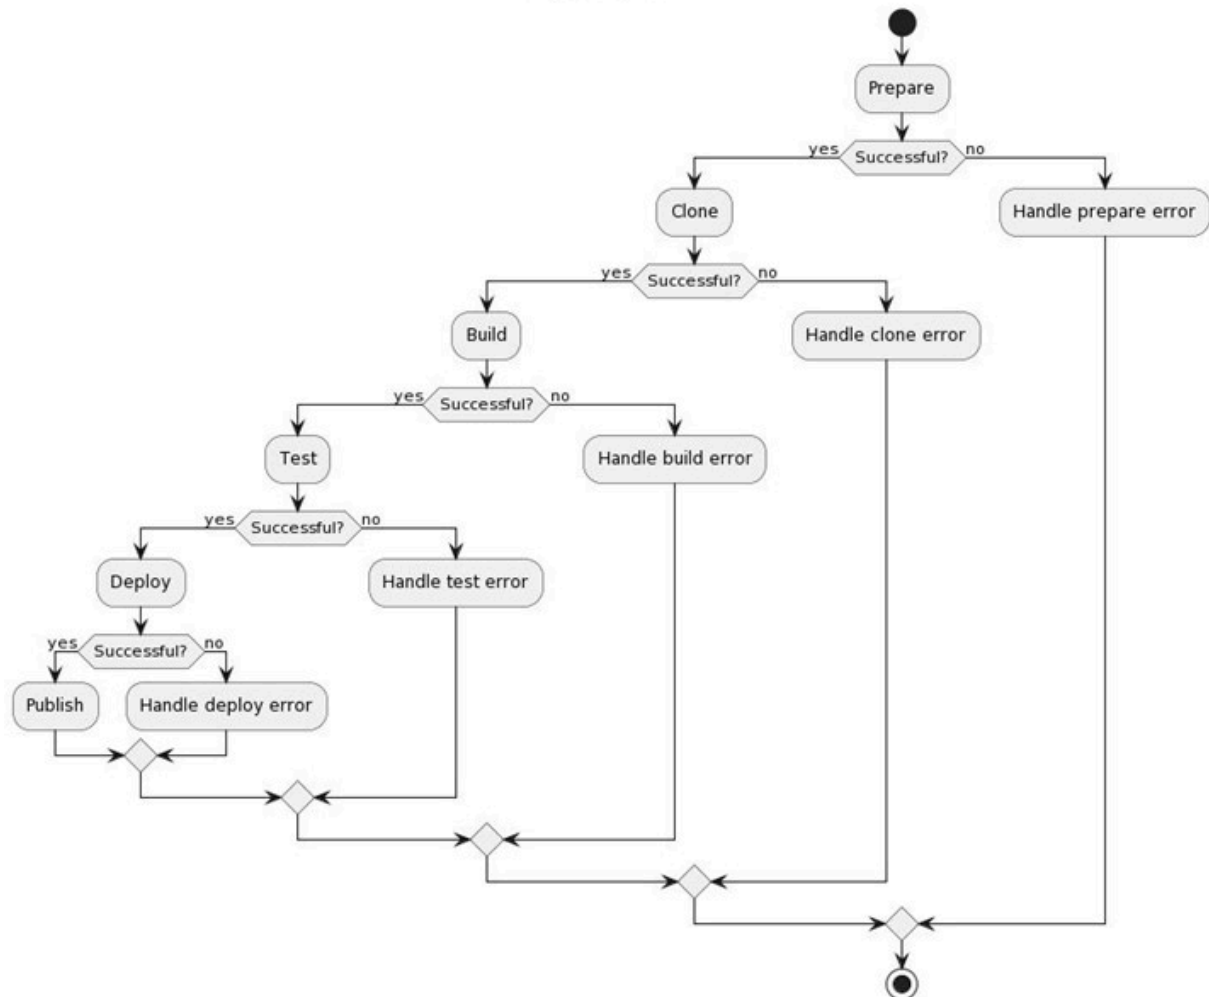 Prepare
yes
Successful?
no
Clone
Handle prepare error
yes
Successful?
no
Build
Handle clone error
yes
Successful?
no
Test
Handle build error
yes
Successful?
no
Deploy
Handle test error
yes
Successful?
no
Publish
Handle deploy error